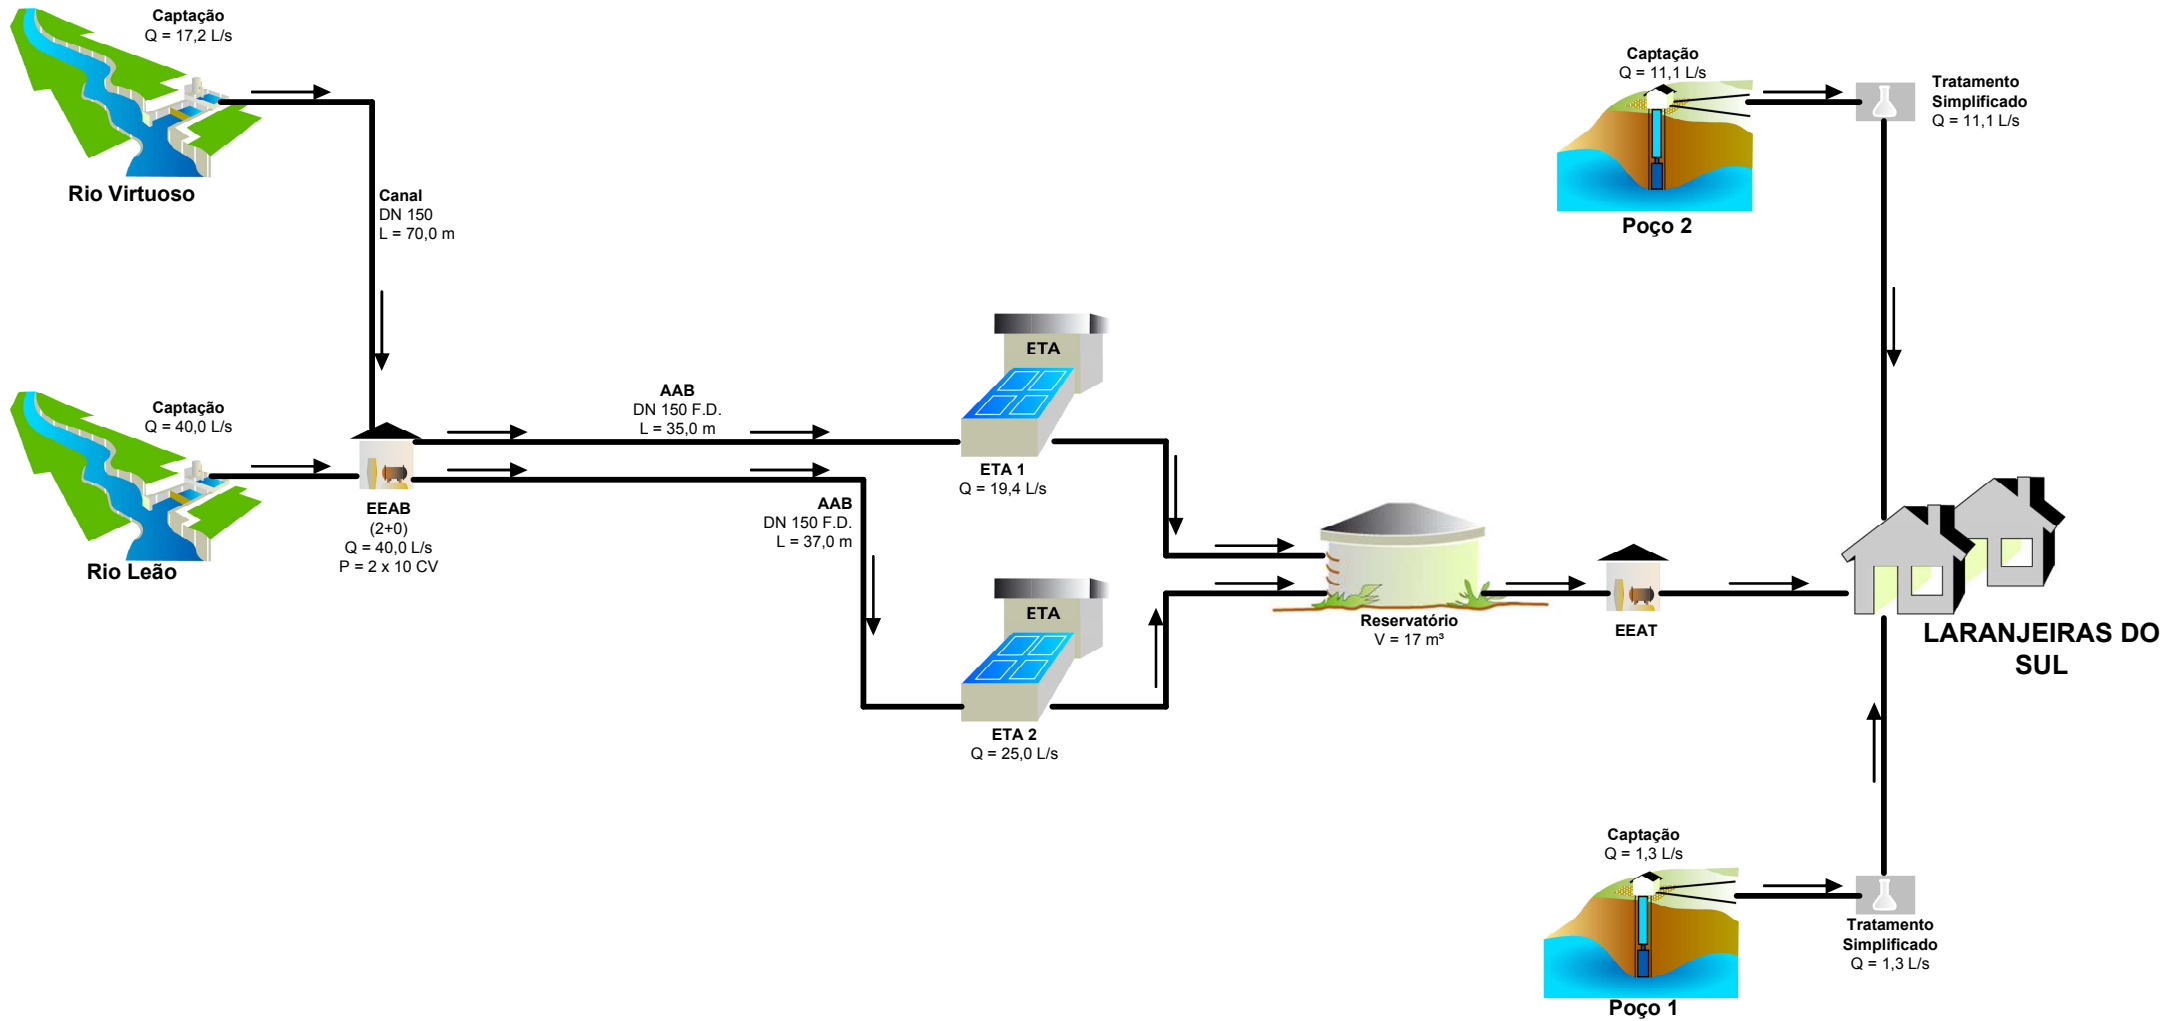 Captação
Q = 17,2 L/s
Rio Virtuoso
Canal
DN 150
L = 70,0 m
Captação
Q = 40,0 L/s
Rio Leão
EEAB
(2+0)
Q = 40,0 L/s
P = 2 x 10 CV
AAB
DN 150 F.D.
L = 35,0 m
AAB
DN 150 F.D.
L = 37,0 m
ETA
ETA 1
Q = 19,4 L/s
ETA
ETA 2
Q = 25,0 L/s
Reservatório
V = 17 m³
EEAT
Captação
Q = 11,1 L/s
Poço 2
Tratamento
Simplificado
Q = 11,1 L/s
LARANJEIRAS DO
SUL
Captação
Q = 1,3 L/s
Poço 1
Tratamento
Simplificado
Q = 1,3 L/s